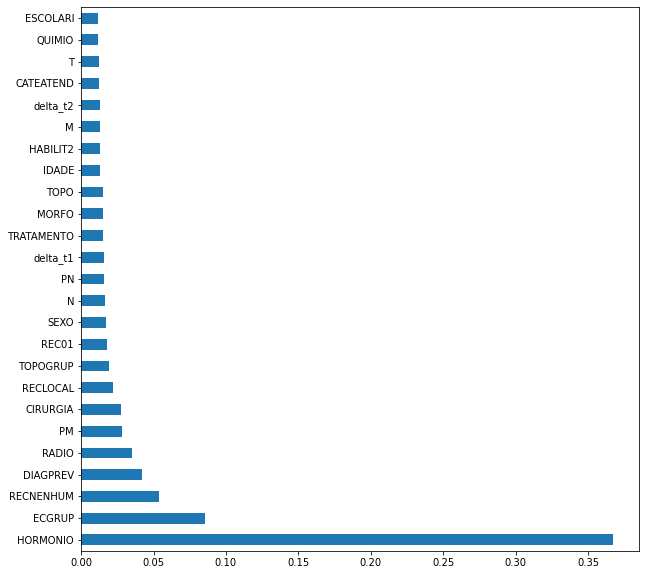 ESCOLARI
QUIMIO
T
CATEATEND
delta_t2
M
HABILIT2
IDADE
TOPO
MORFO
TRATAMENTO
delta_t1
PN
N
SEXO
REC01
TOPOGRUP
RECLOCAL
CIRURGIA
PM
RADIO
DIAGPREV
RECNENHUM
ECGRUP
HORMONIO
0.00 0.05 0.10 0.15 0.20 0.25 0.30 0.35